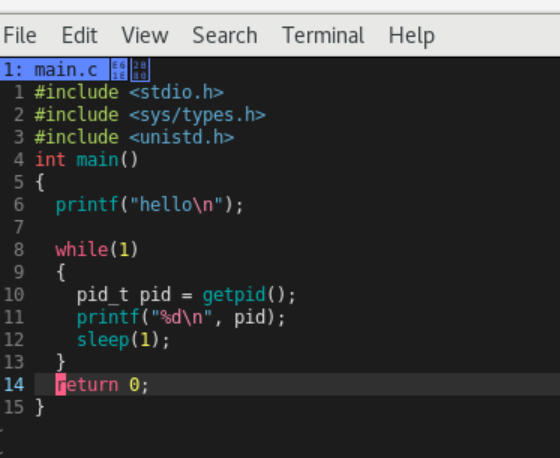 File Edit View Search Terminal Help
1: main.c
1 #include <stdio.h>
2 #include <sys/types.h>
3 #include <unistd.h>
4 int main()
5 {
6   printf("hello\n");
7
8   while(1)
9   {
10     pid_t pid = getpid();
11     printf("%d\n", pid);
12     sleep(1);
13   }
14   return 0;
15 }